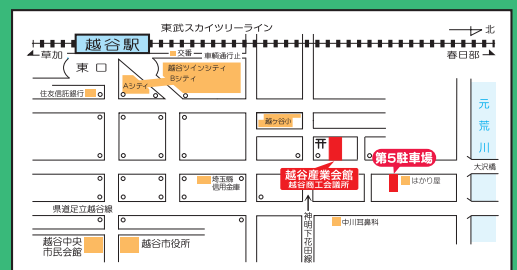 東武スカイツリーライン
北
越谷駅
草加
交番
車輌通行止
春日部
東口
越谷ツインシティ
Bシティ
Aシティ
住友信託銀行
越ヶ谷小
元荒川
第5駐車場
大沢橋
越谷産業会館
越谷商工会議所
埼玉縣
信用金庫
はかり屋
県道足立越谷線
神明下花田線
中川耳鼻科
越谷中央
市民会館
越谷市役所